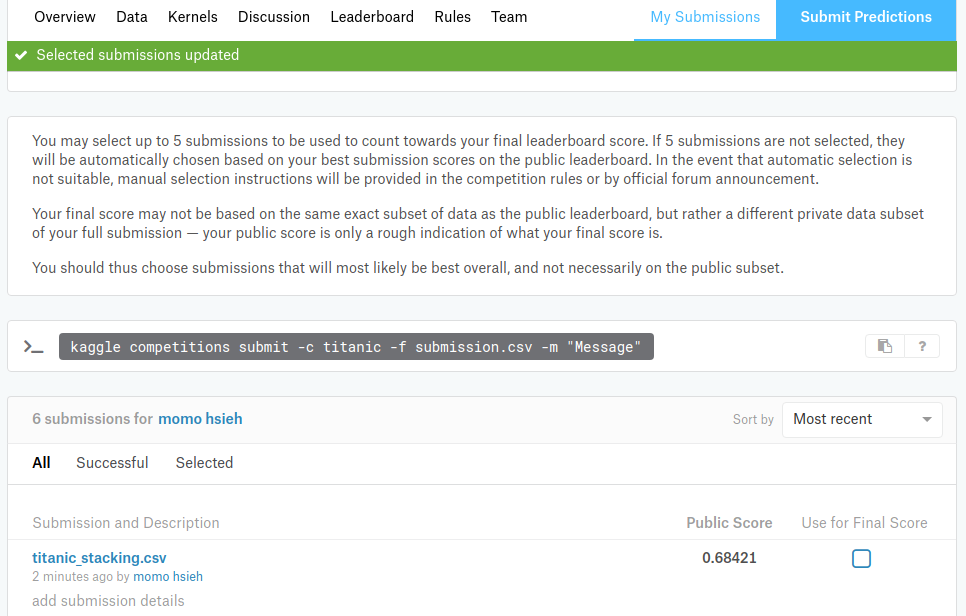 Overview Data Kernels Discussion Leaderboard Rules Team My Submissions Submit Predictions
Selected submissions updated
You may select up to 5 submissions to be used to count towards your final leaderboard score. If 5 submissions are not selected, they
will be automatically chosen based on your best submission scores on the public leaderboard. In the event that automatic selection is
not suitable, manual selection instructions will be provided in the competition rules or by official forum announcement.
Your final score may not be based on the same exact subset of data as the public leaderboard, but rather a different private data subset
of your full submission — your public score is only a rough indication of what your final score is.
You should thus choose submissions that will most likely be best overall, and not necessarily on the public subset.
>_ kaggle competitions submit -c titanic -f submission.csv -m "Message" ?
6 submissions for momo hsieh Sort by Most recent
All Successful Selected
Submission and Description Public Score Use for Final Score
titanic_stacking.csv 0.68421
2 minutes ago by momo hsieh
add submission details